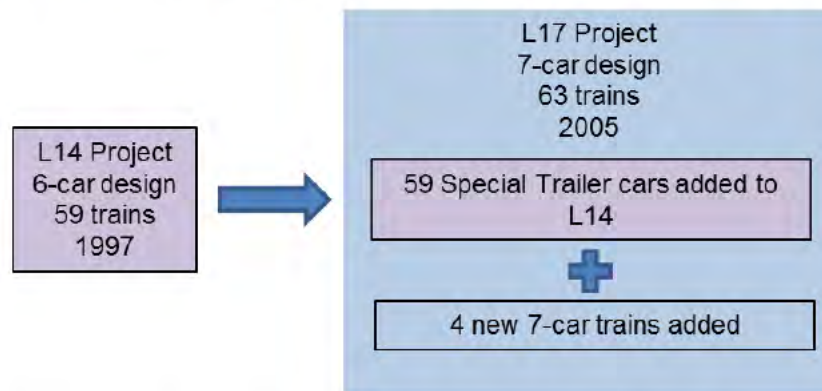 L14 Project
6-car design
59 trains
1997
L17 Project
7-car design
63 trains
2005
59 Special Trailer cars added to
L14
4 new 7-car trains added